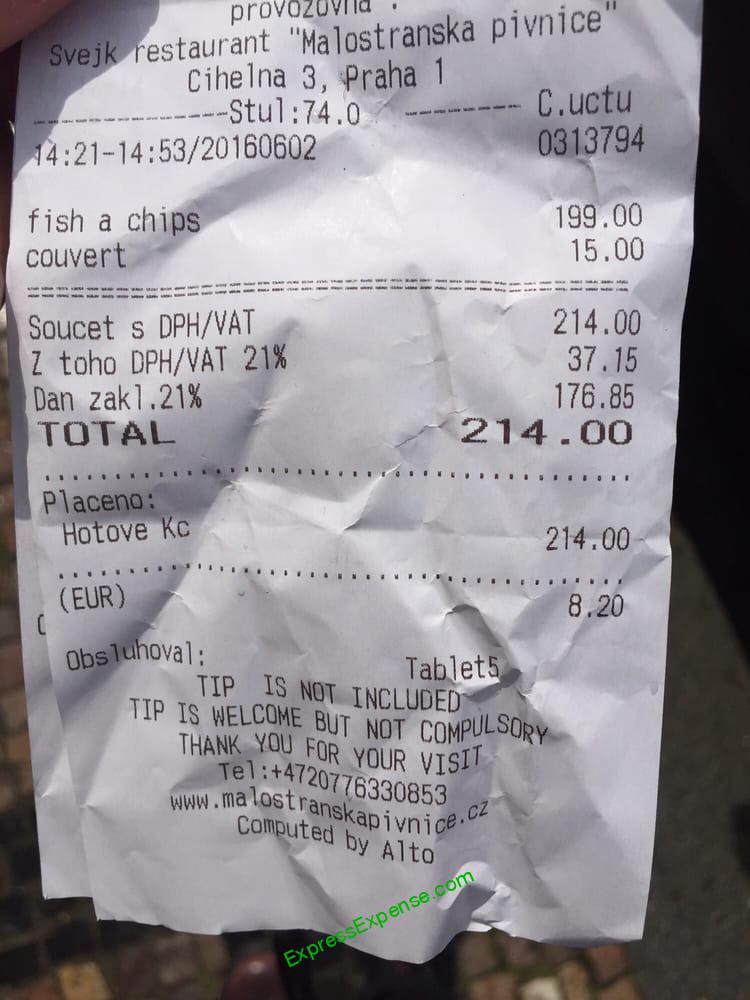 provozovna :
Svejk restaurant "Malostranska pivnice"
Cihelna 3, Praha 1
Stul:74.0 C.uctu
14:21-14:53/20160602 0313794
fish a chips 199.00
couvert 15.00
Soucet s DPH/VAT 214.00
Z toho DPH/VAT 21% 37.15
Dan zakl.21% 176.85
TOTAL 214.00
Placeno:
Hotove Kc 214.00
(EUR) 8.20
Obsluhoval: Tablet5
TIP IS NOT INCLUDED
TIP IS WELCOME BUT NOT COMPULSORY
THANK YOU FOR YOUR VISIT
Tel:+4720776330853
www.malostranskapivnice.cz
Computed by Alto
ExpressExpense.com